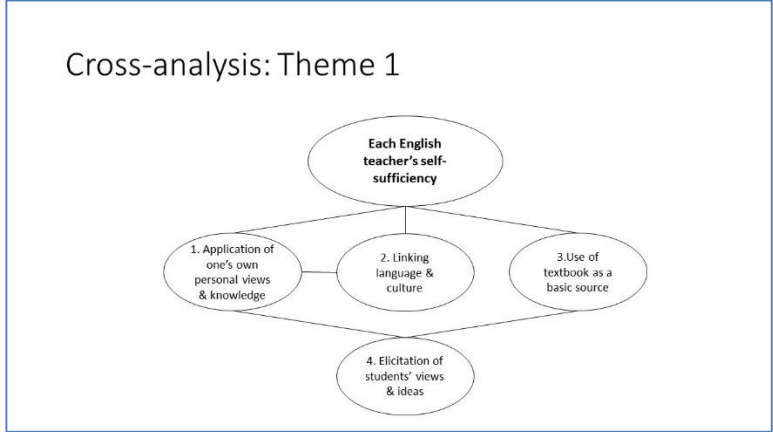 Cross-analysis: Theme 1
Each English
teacher's self-
sufficiency
1. Application of
one's own
personal views
& knowledge
2. Linking
language &
culture
3.Use of
textbook as a
basic source
4. Elicitation of
students' views
& ideas